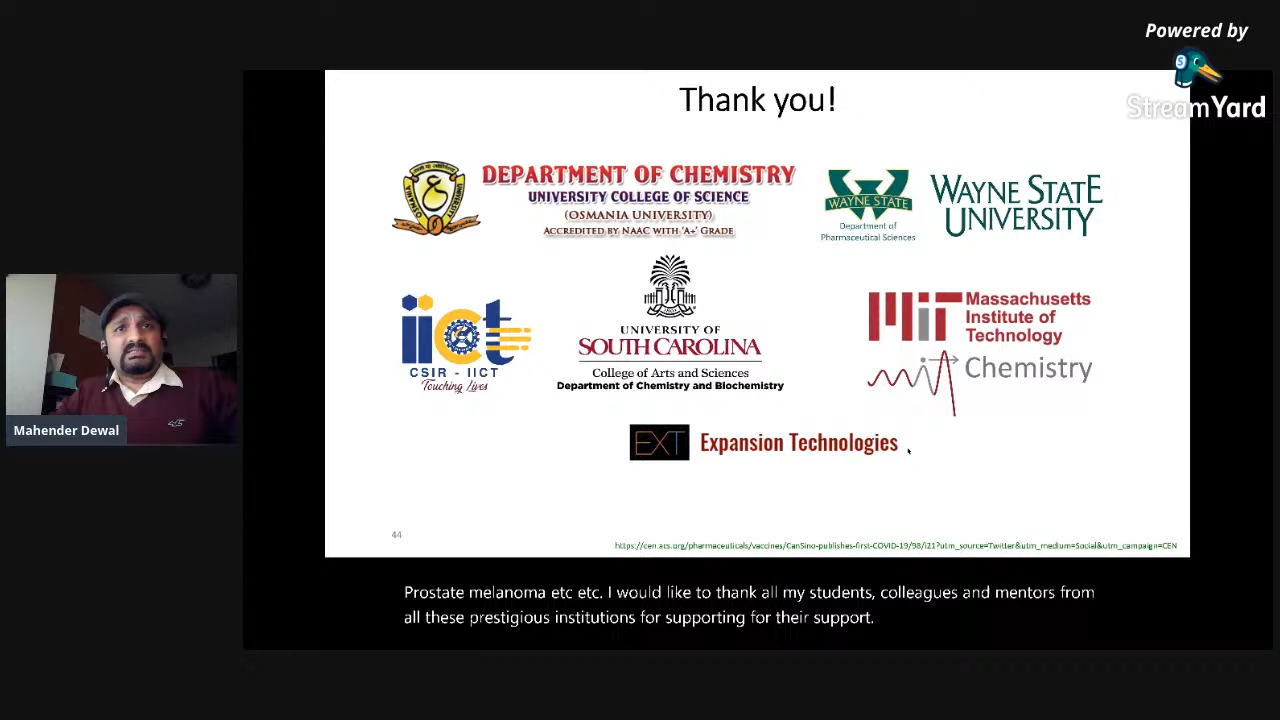 Powered by
StreamYard
Thank you!
DEPARTMENT OF CHEMISTRY
UNIVERSITY COLLEGE OF SCIENCE
(OSMANIA UNIVERSITY)
ACCREDITED BY NAAC WITH 'A+' GRADE
WAYNE STATE
Department of
Pharmaceutical Sciences
WAYNE STATE
UNIVERSITY
iict
CSIR - IICT
Touching Lives
UNIVERSITY OF
SOUTH CAROLINA
College of Arts and Sciences
Department of Chemistry and Biochemistry
MIT
Massachusetts
Institute of
Technology
Chemistry
EXT
Expansion Technologies
Mahender Dewal
44
https://cen.acs.org/pharmaceuticals/vaccines/CanSino-publishes-first-COVID-19/98/i21?utm_source=Twitter&utm_medium=Social&utm_campaign=CEN
Prostate melanoma etc etc. I would like to thank all my students, colleagues and mentors from
all these prestigious institutions for supporting for their support.